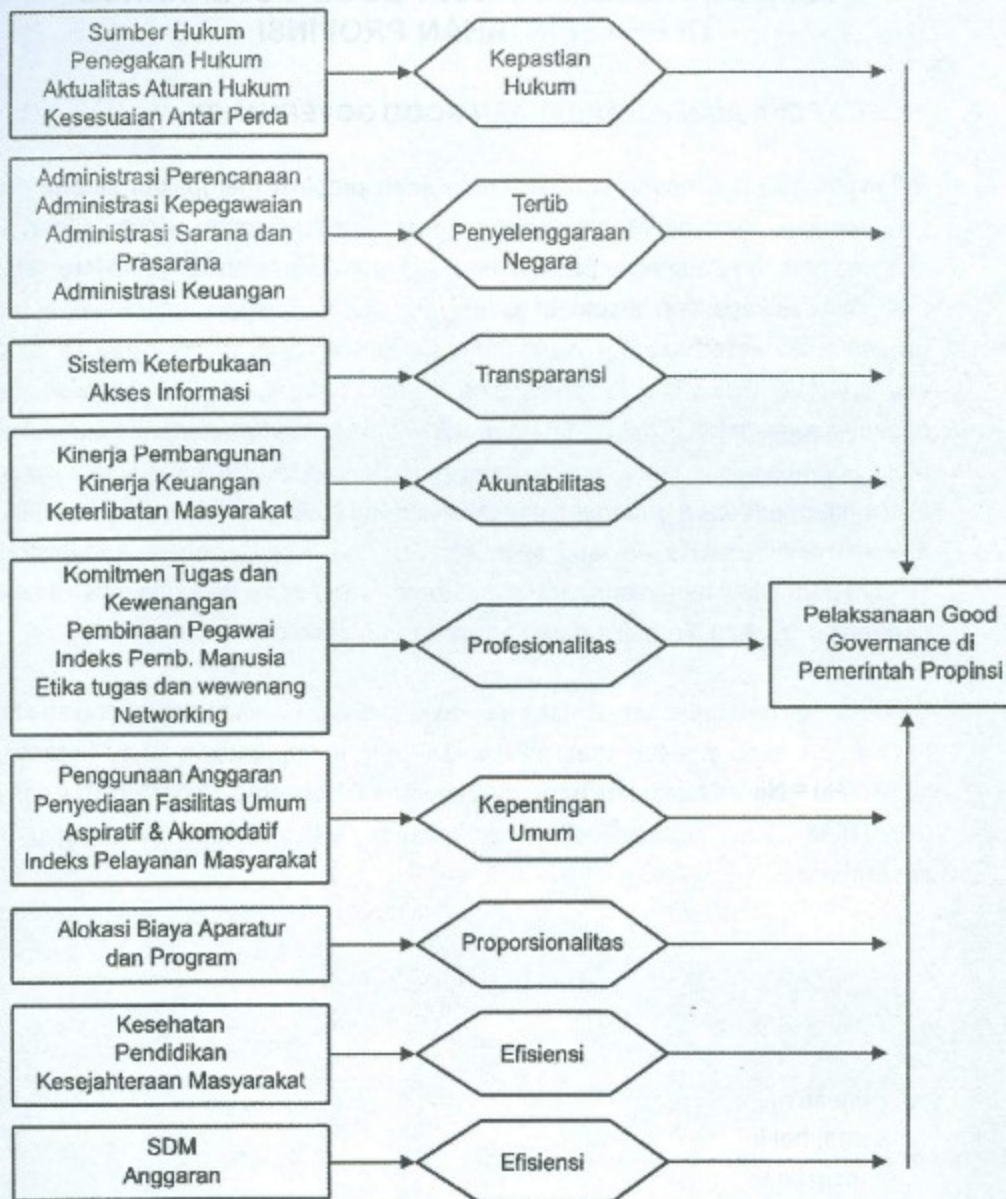 Sumber Hukum
Penegakan Hukum
Aktualitas Aturan Hukum
Kesesuaian Antar Perda
Kepastian
Hukum
Administrasi Perencanaan
Administrasi Kepegawaian
Administrasi Sarana dan
Prasarana
Administrasi Keuangan
Tertib
Penyelenggaraan
Negara
Sistem Keterbukaan
Akses Informasi
Transparansi
Kinerja Pembangunan
Kinerja Keuangan
Keterlibatan Masyarakat
Akuntabilitas
Komitmen Tugas dan
Kewenangan
Pembinaan Pegawai
Indeks Pemb. Manusia
Etika tugas dan wewenang
Networking
Profesionalitas
Pelaksanaan Good
Governance di
Pemerintah Propinsi
Penggunaan Anggaran
Penyediaan Fasilitas Umum
Aspiratif & Akomodatif
Indeks Pelayanan Masyarakat
Kepentingan
Umum
Alokasi Biaya Aparatur
dan Program
Proporsionalitas
Kesehatan
Pendidikan
Kesejahteraan Masyarakat
Efisiensi
SDM
Anggaran
Efisiensi